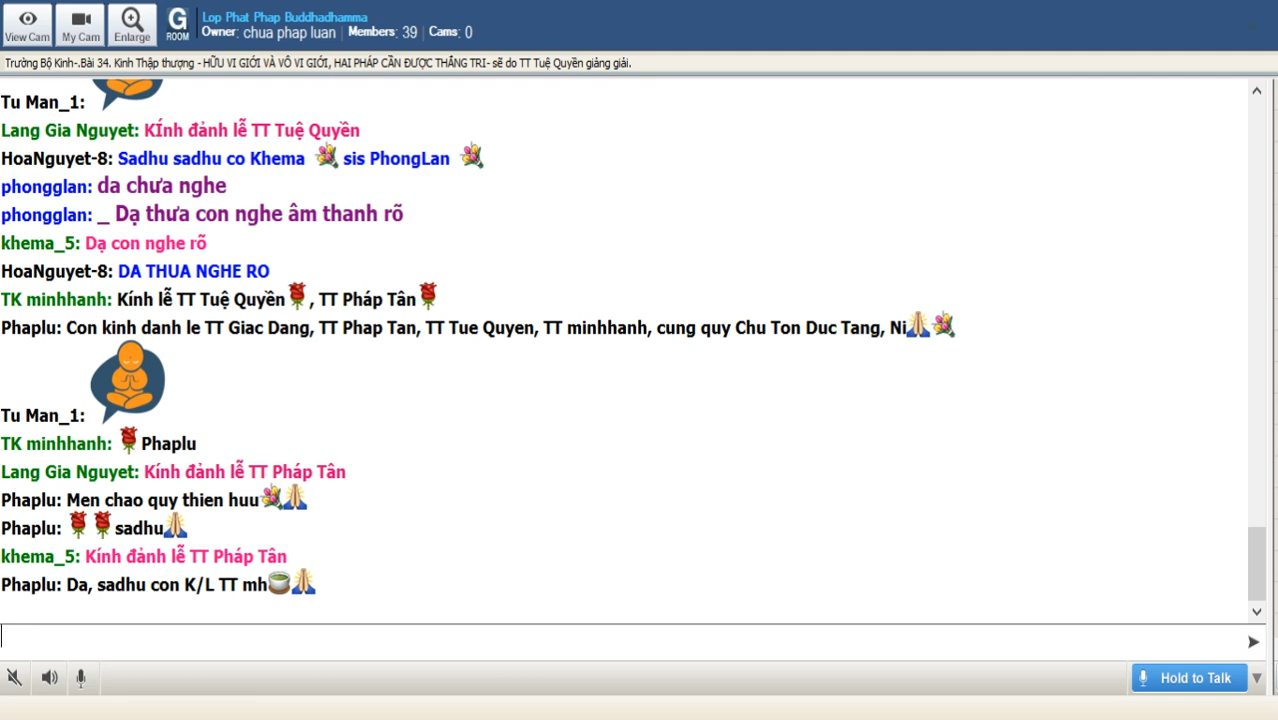 Lop Phat Phap Buddhadhamma
View Cam My Cam Enlarge G ROOM Owner: chua phap luan Members: 39 Cams: 0
Trường Bộ Kinh-.Bài 34. Kinh Thập thượng - HỮU VI GIỚI VÀ VÔ VI GIỚI, HAI PHÁP CẦN ĐƯỢC THẮNG TRI- sẽ do TT Tuệ Quyền giảng giải.
Tu Man_1:
Lang Gia Nguyet: KÍnh đảnh lễ TT Tuệ Quyền
HoaNguyet-8: Sadhu sadhu co Khema sis PhongLan
phongglan: da chưa nghe
phongglan: _ Dạ thưa con nghe âm thanh rõ
khema_5: Dạ con nghe rõ
HoaNguyet-8: DA THUA NGHE RO
TK minhhanh: Kính lễ TT Tuệ Quyền, TT Pháp Tân
Phaplu: Con kinh danh le TT Giac Dang, TT Phap Tan, TT Tue Quyen, TT minhhanh, cung quy Chu Ton Duc Tang, Ni
Tu Man_1:
TK minhhanh: Phaplu
Lang Gia Nguyet: Kính đảnh lễ TT Pháp Tân
Phaplu: Men chao quy thien huu
Phaplu: sadhu
khema_5: Kính đảnh lễ TT Pháp Tân
Phaplu: Da, sadhu con K/L TT mh
Hold to Talk